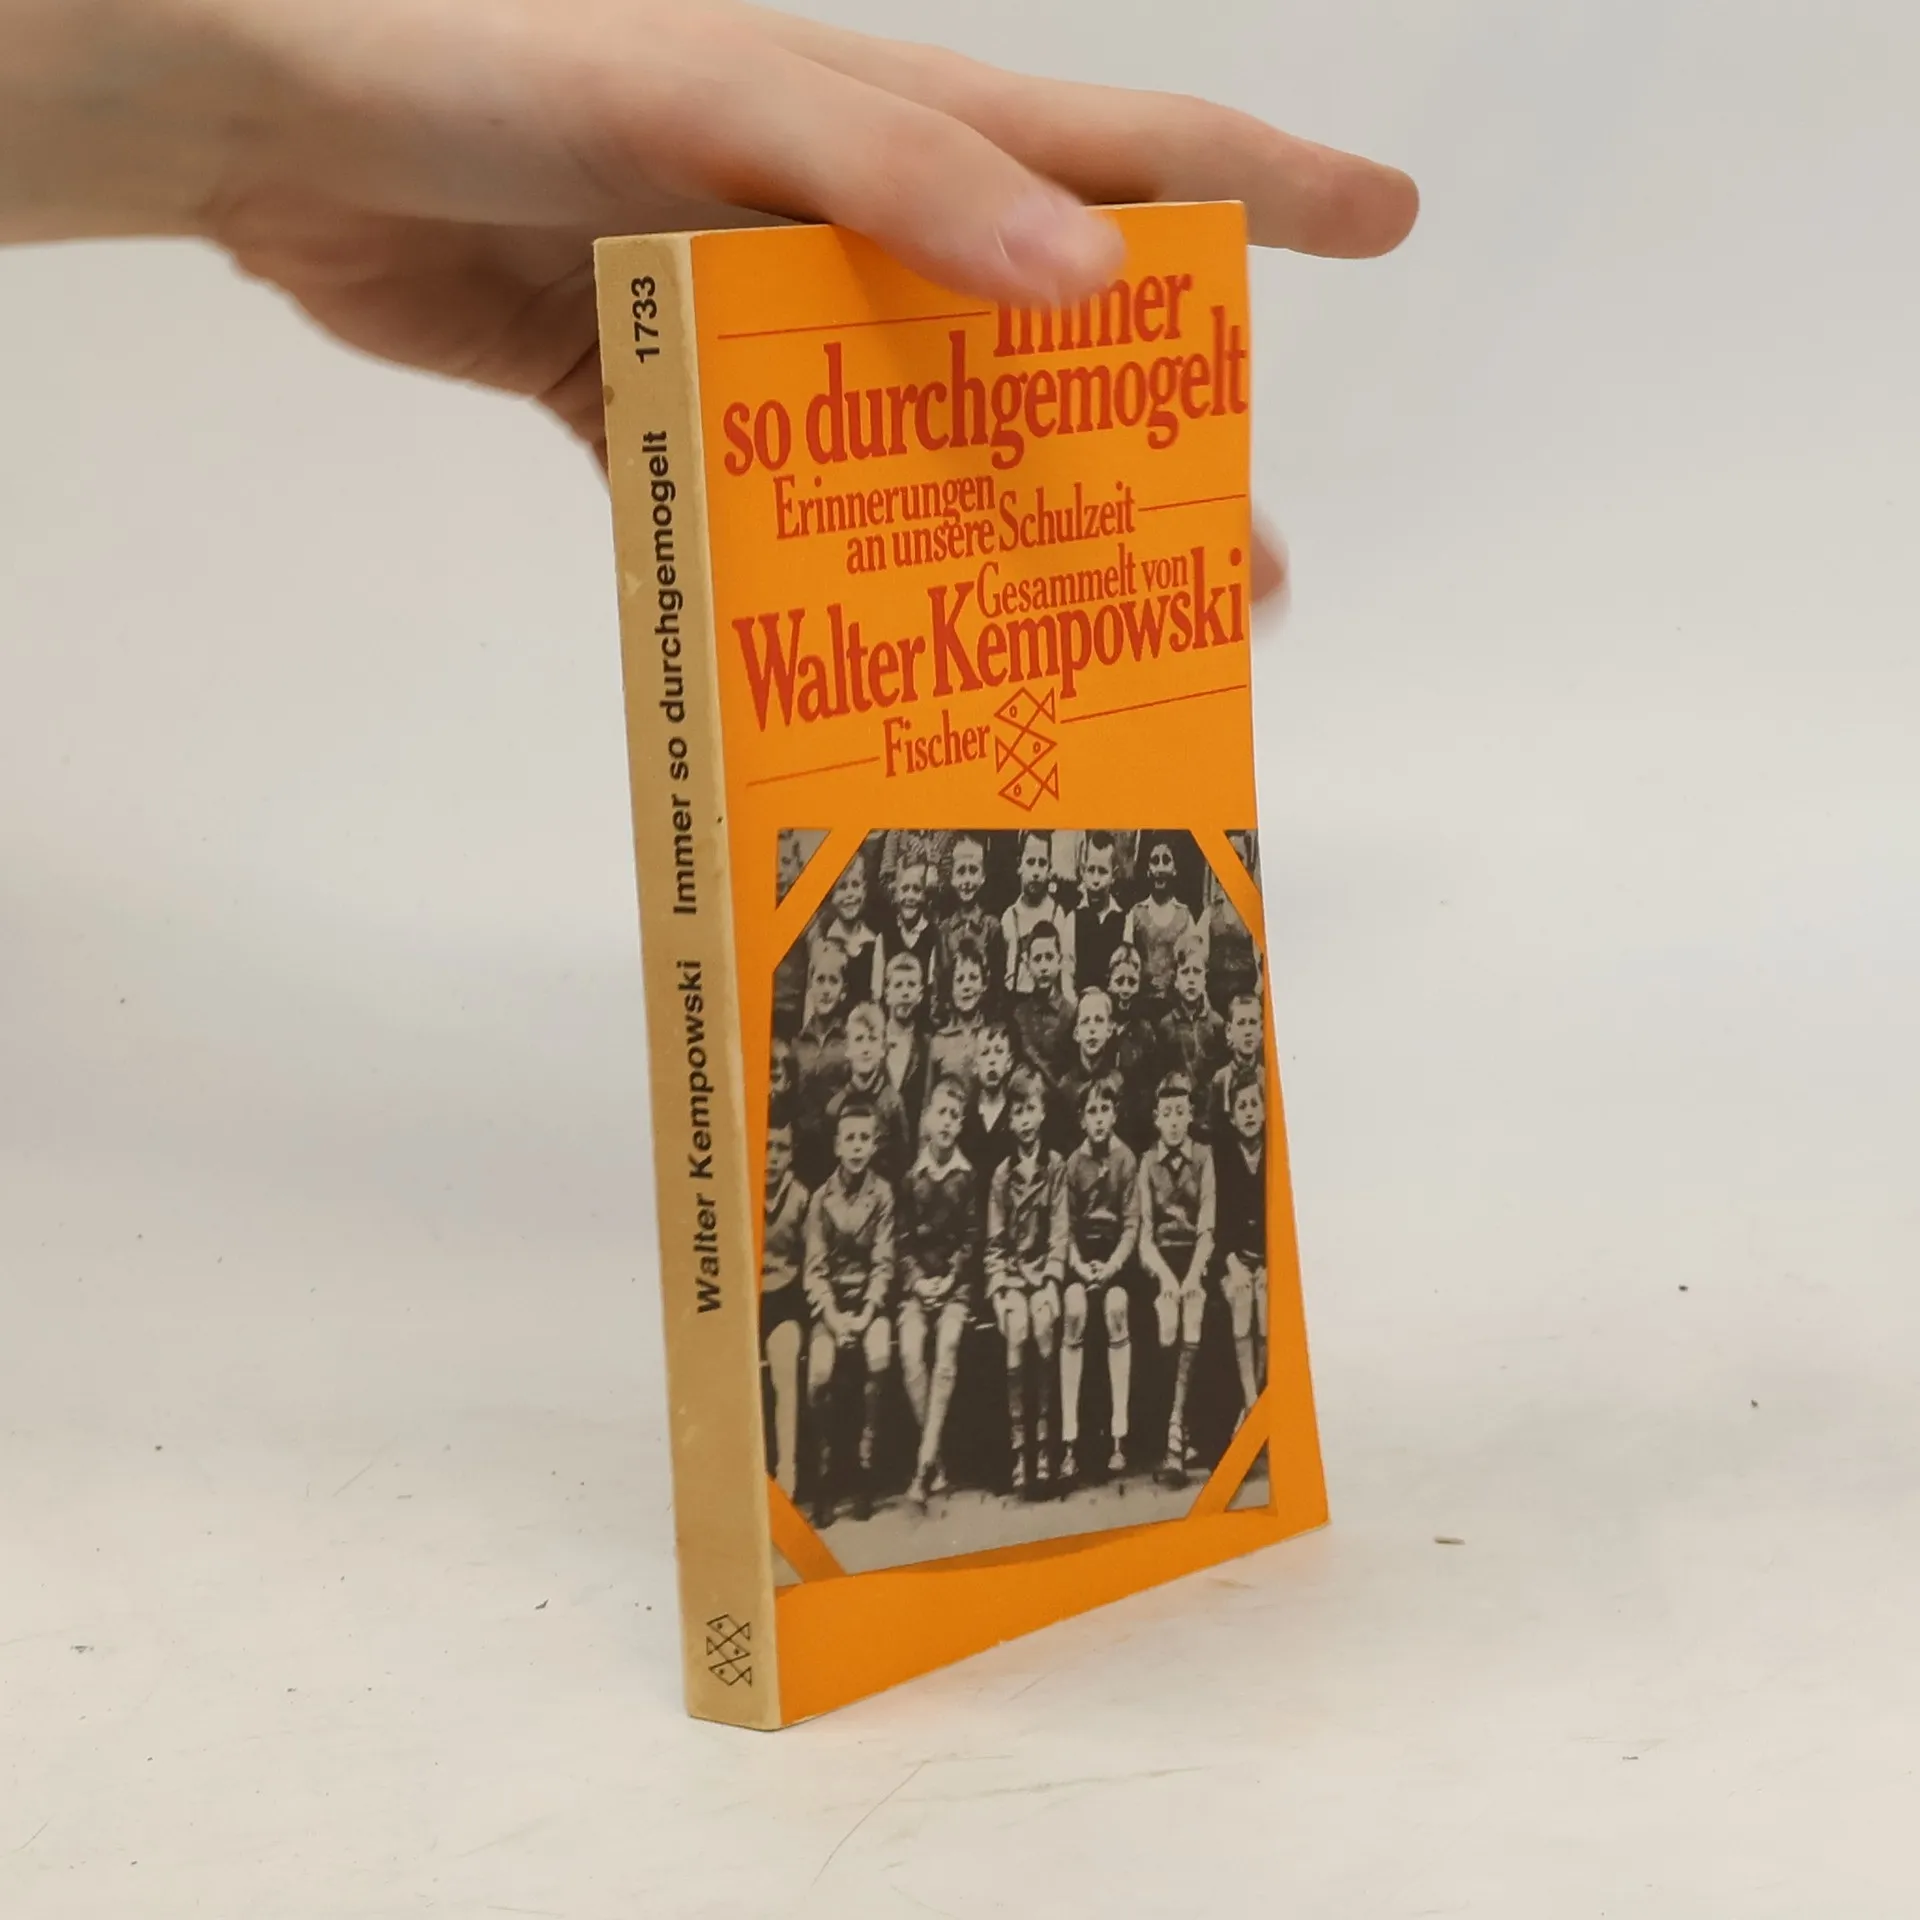 Walter Kempowski Immer so durchgemogelt 1733
Immer
so durchgemogelt
Erinnerungen
an unsere Schulzeit
Gesammelt von
Walter Kempowski
Fischer